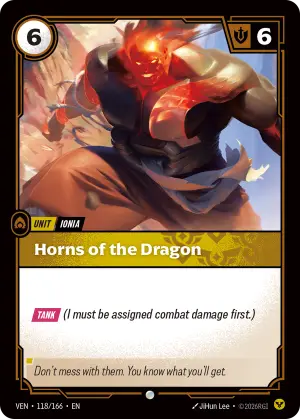 6
6
UNIT
IONIA
Horns of the Dragon
TANK (I must be assigned combat damage first.)
Don't mess with them. You know what you'll get.
VEN • 118/166 • EN
JiHun Lee
©2026RGI